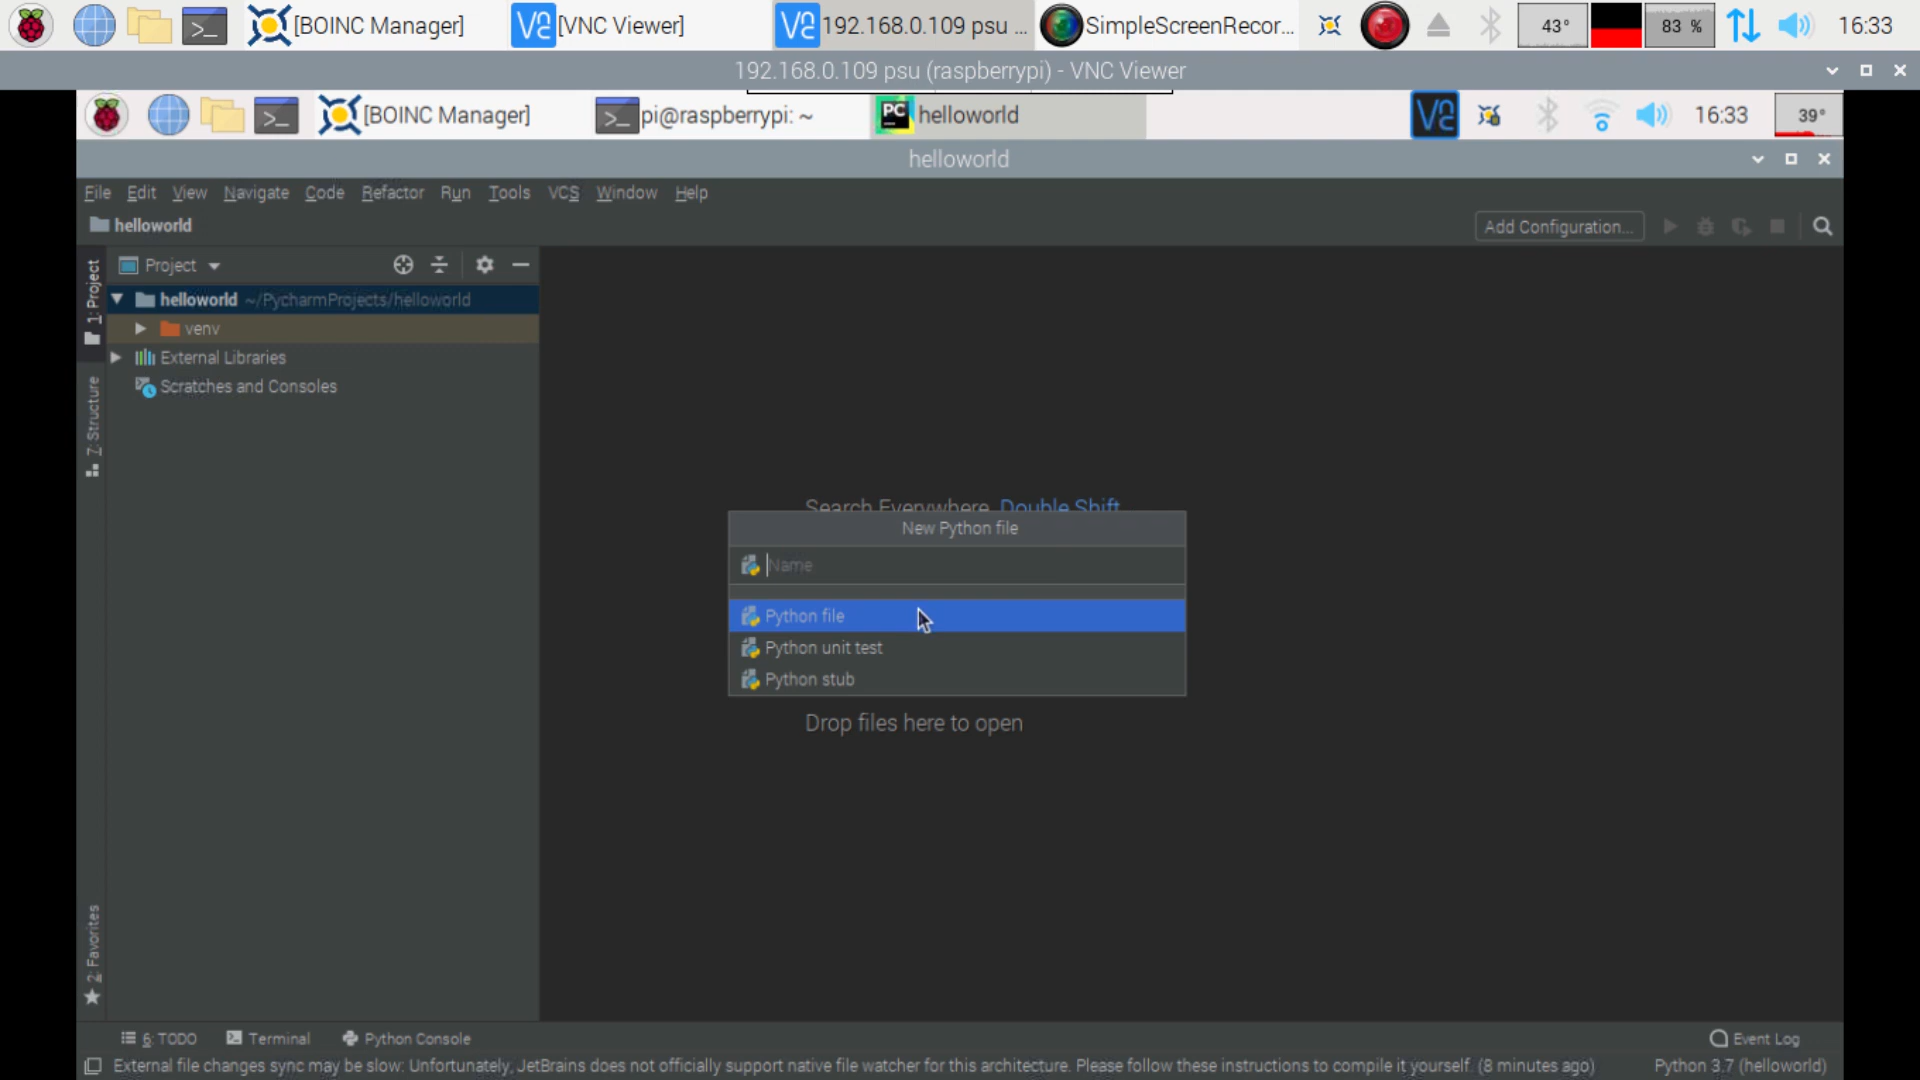 [BOINC Manager] [VNC Viewer] 192.168.0.109 psu ... SimpleScreenRecor... 43° 83 % 16:33
192.168.0.109 psu (raspberrypi) - VNC Viewer
[BOINC Manager] pi@raspberrypi: ~ PC helloworld 16:33 39°
helloworld
File Edit View Navigate Code Refactor Run Tools VCS Window Help
helloworld Add Configuration...
Project
helloworld ~/PycharmProjects/helloworld
venv
External Libraries
Scratches and Consoles
1: Project
7: Structure
2: Favorites
Search Everywhere Double Shift
New Python file
Name
Python file
Python unit test
Python stub
Drop files here to open
6: TODO Terminal Python Console Event Log
External file changes sync may be slow: Unfortunately, JetBrains does not officially support native file watcher for this architecture. Please follow these instructions to compile it yourself. (8 minutes ago) Python 3.7 (helloworld)